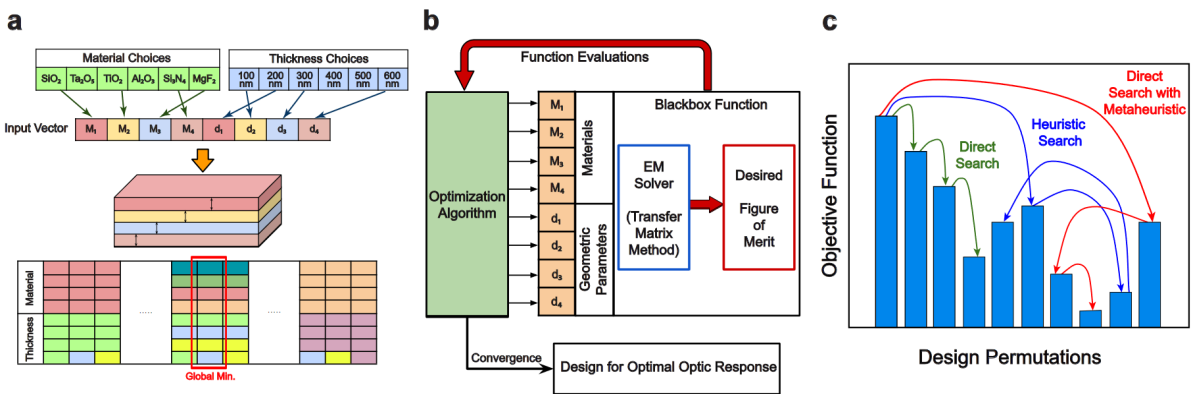 a
Material Choices
Thickness Choices
SiO₂ Ta₂O₅ TiO₂ Al₂O₃ Si₃N₄ MgF₂
100 nm 200 nm 300 nm 400 nm 500 nm 600 nm
Input Vector M₁ M₂ M₃ M₄ d₁ d₂ d₃ d₄
Material
Thickness
..... .....
Global Min.
b
Function Evaluations
Optimization
Algorithm
M₁
M₂
M₃
M₄
d₁
d₂
d₃
d₄
Materials
Geometric
Parameters
Blackbox Function
EM
Solver
(Transfer
Matrix
Method)
Desired
Figure
of
Merit
Convergence
Design for Optimal Optic Response
c
Objective Function
Direct
Search with
Metaheuristic
Heuristic
Search
Direct
Search
Design Permutations